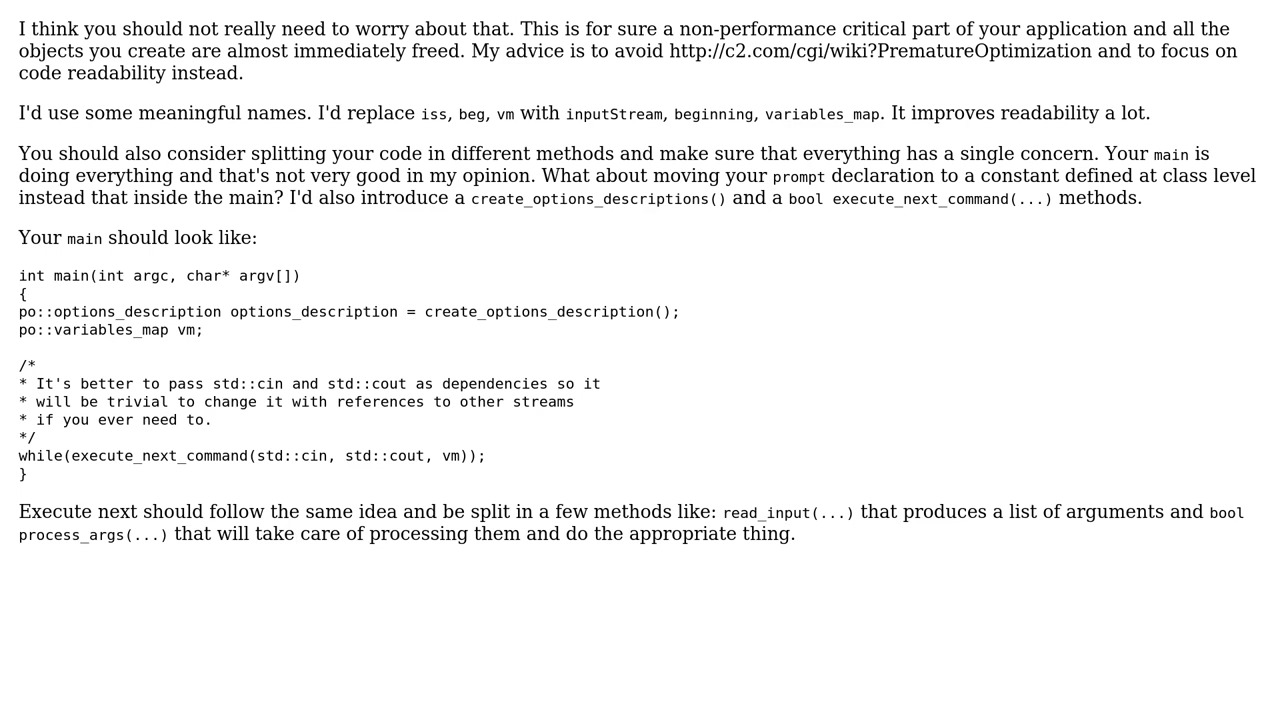 I think you should not really need to worry about that. This is for sure a non-performance critical part of your application and all the
objects you create are almost immediately freed. My advice is to avoid http://c2.com/cgi/wiki?PrematureOptimization and to focus on
code readability instead.
I'd use some meaningful names. I'd replace iss, beg, vm with inputStream, beginning, variables_map. It improves readability a lot.
You should also consider splitting your code in different methods and make sure that everything has a single concern. Your main is
doing everything and that's not very good in my opinion. What about moving your prompt declaration to a constant defined at class level
instead that inside the main? I'd also introduce a create_options_descriptions() and a bool execute_next_command(...) methods.
Your main should look like:
int main(int argc, char* argv[])
{
po::options_description options_description = create_options_description();
po::variables_map vm;
/*
* It's better to pass std::cin and std::cout as dependencies so it
* will be trivial to change it with references to other streams
* if you ever need to.
*/
while(execute_next_command(std::cin, std::cout, vm));
}
Execute next should follow the same idea and be split in a few methods like: read_input(...) that produces a list of arguments and bool
process_args(...) that will take care of processing them and do the appropriate thing.